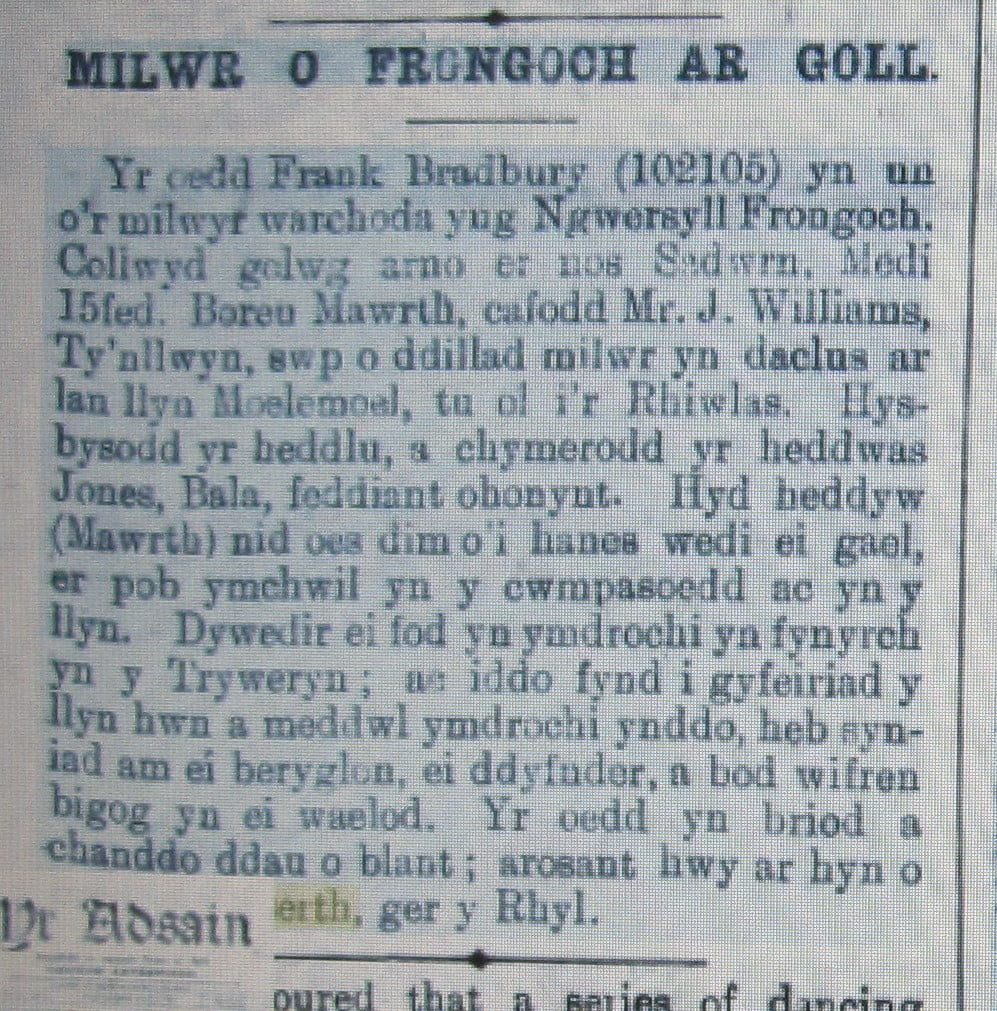 MILWR O FRONGOCH AR GOLL.
Yr oedd Frank Bradbury (102105) yn un
o'r milwyr warchoda yug Ngwersyll Frongoch.
Collwyd golwg arno er nos Sadwrn, Medi
15fed. Boreu Mawrth, cafodd Mr. J. Williams,
Ty'nllwyn, swp o ddillad milwr yn daclus ar
lan llyn Moelemoel, tu ol i'r Rhiwlas. Hys-
bysodd yr heddlu, a chymerodd yr heddwas
Jones, Bala, feddiant ohonynt. Hyd heddyw
(Mawrth) nid oes dim o'i hanes wedi ei gael,
er pob ymchwil yn y cwmpasoedd ac yn y
llyn. Dywedir ei fod yn ymdrochi yn fynyrch
yn y Tryweryn; ac iddo fynd i gyfeiriad y
llyn hwn a meddwl ymdrochi ynddo, heb syn-
iad am ei beryglon, ei ddyfnder, a bod wifren
bigog yn ei waelod. Yr oedd yn briod a
chanddo ddau o blant; arosant hwy ar hyn o
erth, ger y Rhyl.
Yr Adsain
oured that a series of dancing